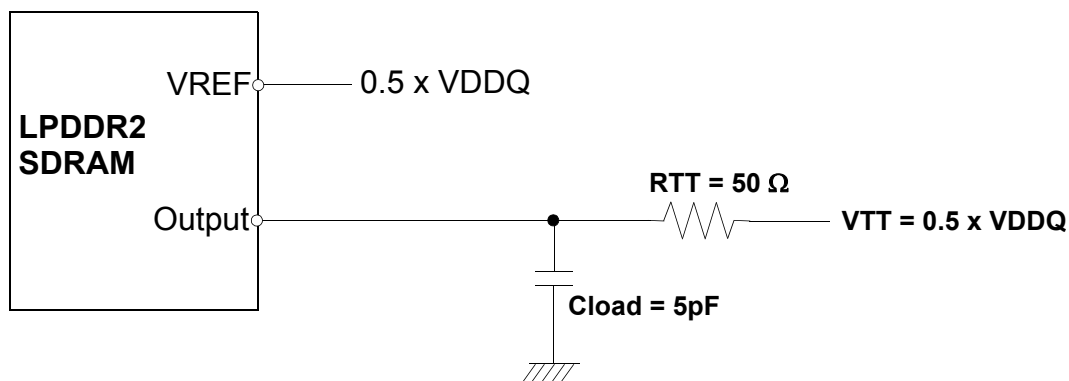 VREF
0.5 x VDDQ
LPDDR2
SDRAM
RTT = 50 Ω
Output
VTT = 0.5 x VDDQ
Cload = 5pF